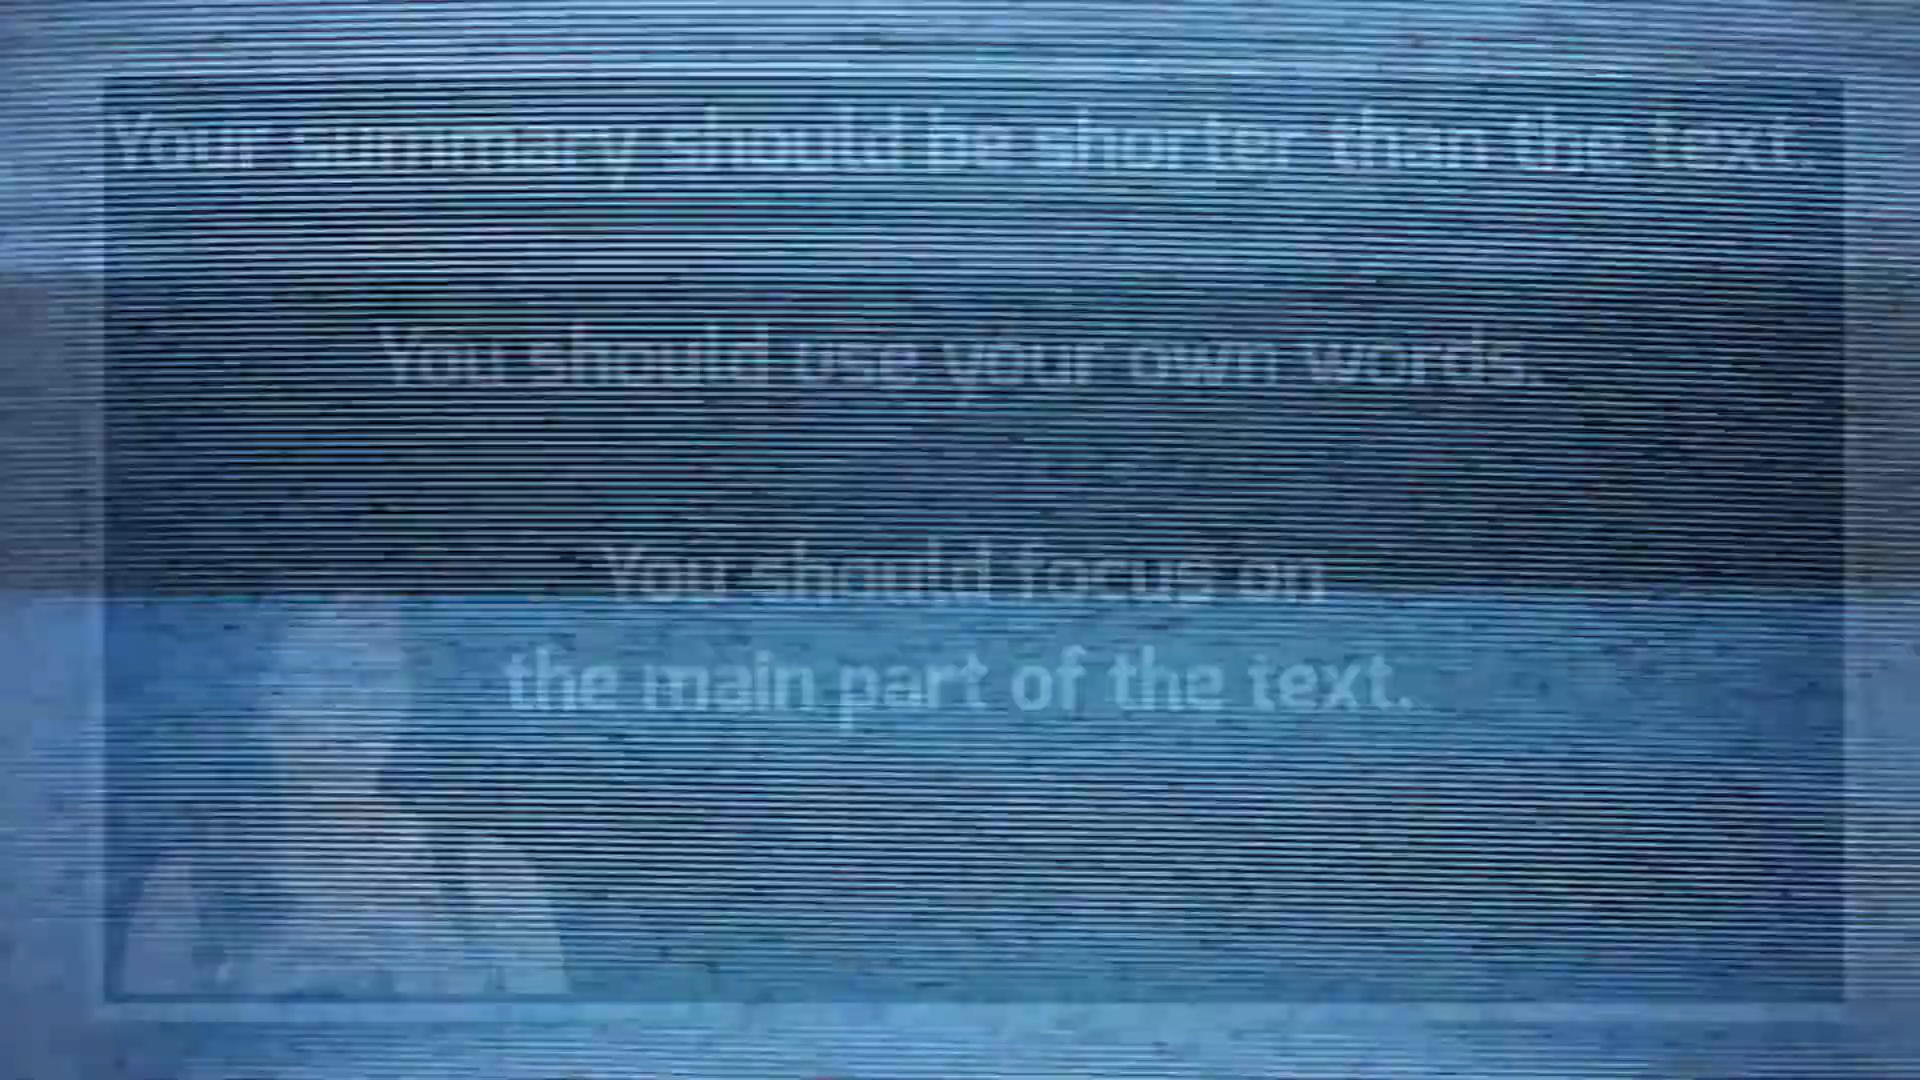 Your summary should be shorter than the text.
You should use your own words.
You should focus on
the main part of the text.